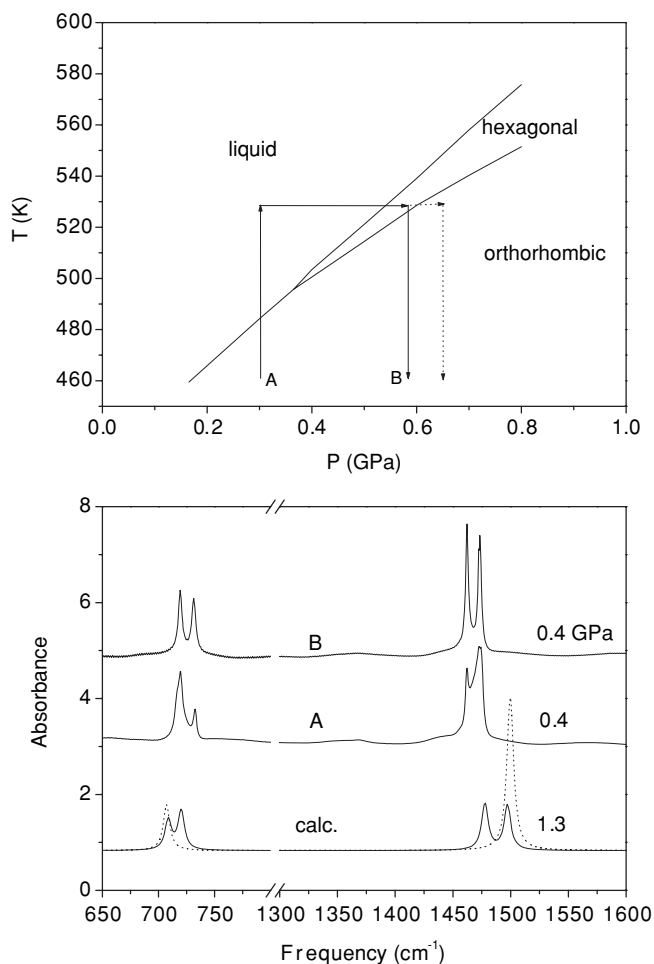 600
580
560
540
520
500
480
460
T (K)
liquid
hexagonal
orthorhombic
A
B
0.0 0.2 0.4 0.6 0.8 1.0
P (GPa)
8
6
4
2
0
Absorbance
B 0.4 GPa
A 0.4
calc. 1.3
650 700 750 1300 1450 1500 1550 1600
Frequency (cm⁻¹)